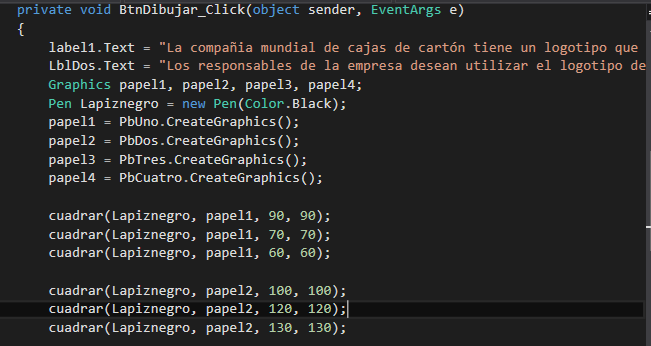 private void BtnDibujar_Click(object sender, EventArgs e)
{
label1.Text = "La compañia mundial de cajas de cartón tiene un logotipo que
LblDos.Text = "Los responsables de la empresa desean utilizar el logotipo de
Graphics papel1, papel2, papel3, papel4;
Pen Lapiznegro = new Pen(Color.Black);
papel1 = PbUno.CreateGraphics();
papel2 = PbDos.CreateGraphics();
papel3 = PbTres.CreateGraphics();
papel4 = PbCuatro.CreateGraphics();
cuadrar(Lapiznegro, papel1, 90, 90);
cuadrar(Lapiznegro, papel1, 70, 70);
cuadrar(Lapiznegro, papel1, 60, 60);
cuadrar(Lapiznegro, papel2, 100, 100);
cuadrar(Lapiznegro, papel2, 120, 120);
cuadrar(Lapiznegro, papel2, 130, 130);